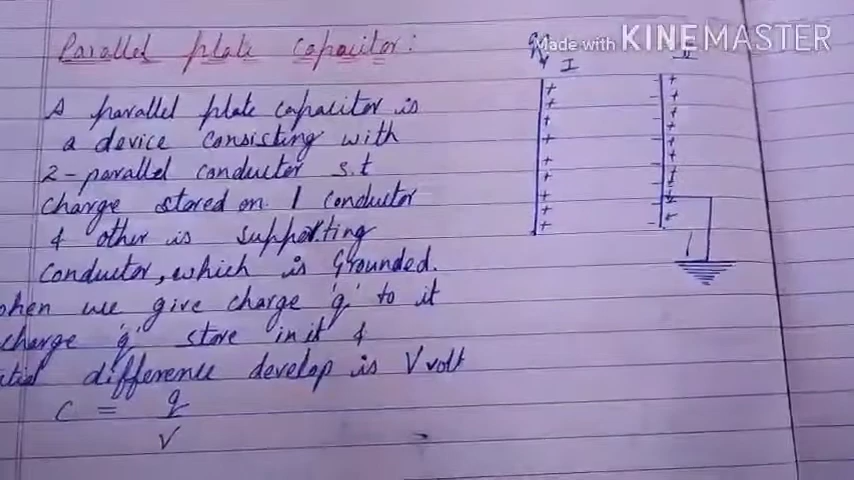 Parallel plate capacitor:
Made with KINEMASTER
I
II
A parallel plate capacitor is
a device consisting with
2-parallel conductor s.t
charge stored on 1 conductor
& other is supporting
conductor, which is Grounded.
when we give charge 'q' to it
charge 'q' store in it &
difference develop is V volt
C = q
V